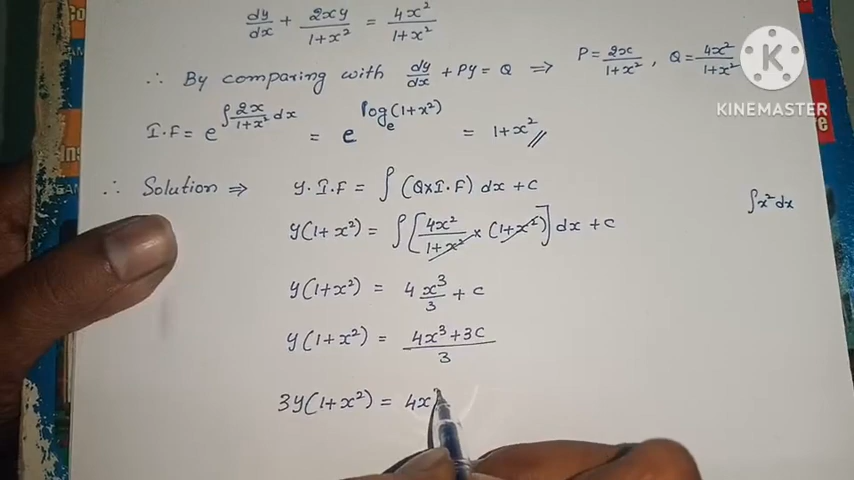 dy/dx + 2xy/1+x² = 4x²/1+x²
∴ By comparing with dy/dx + Py = Q ⇒ P = 2x/1+x², Q = 4x²/1+x²
K
KINEMASTER
I.F = e^∫2x/1+x² dx = e^logₑ(1+x²) = 1+x² //
∴ Solution ⇒ y. I.F = ∫(Q×I.F) dx + c
∫x² dx
y(1+x²) = ∫[4x²/1+x² × (1+x²)] dx + c
y(1+x²) = 4 x³/3 + c
y(1+x²) = 4x³+3c/3
3y(1+x²) = 4x